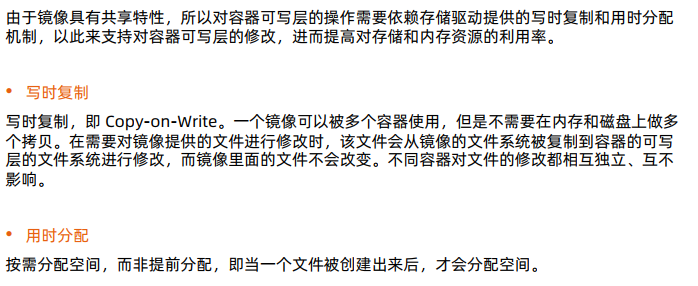 由于镜像具有共享特性，所以对容器可写层的操作需要依赖存储驱动提供的写时复制和用时分配
机制，以此来支持对容器可写层的修改，进而提高对存储和内存资源的利用率。
• 写时复制
写时复制，即 Copy-on-Write。一个镜像可以被多个容器使用，但是不需要在内存和磁盘上做多
个拷贝。在需要对镜像提供的文件进行修改时，该文件会从镜像的文件系统被复制到容器的可写
层的文件系统进行修改，而镜像里面的文件不会改变。不同容器对文件的修改都相互独立、互不
影响。
• 用时分配
按需分配空间，而非提前分配，即当一个文件被创建出来后，才会分配空间。